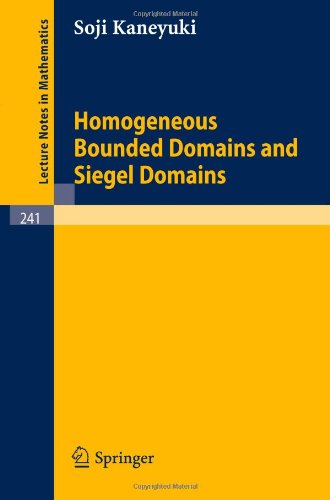 Soji Kaneyuki
Lecture Notes in Mathematics
Homogeneous
Bounded Domains and
Siegel Domains
241
Springer